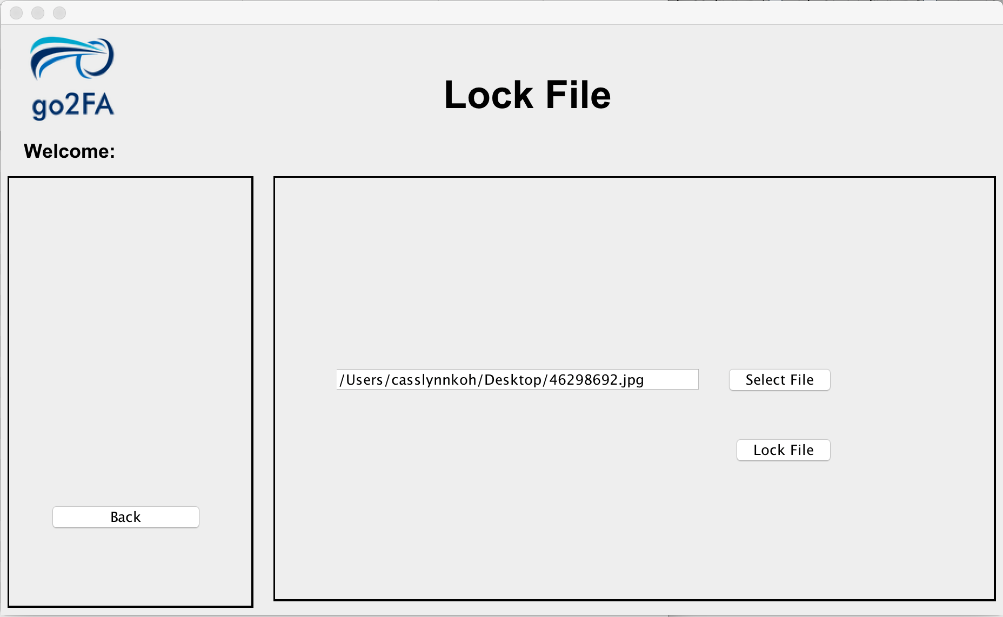 go2FA
Lock File
Welcome:
/Users/casslynnkoh/Desktop/46298692.jpg
Select File
Lock File
Back